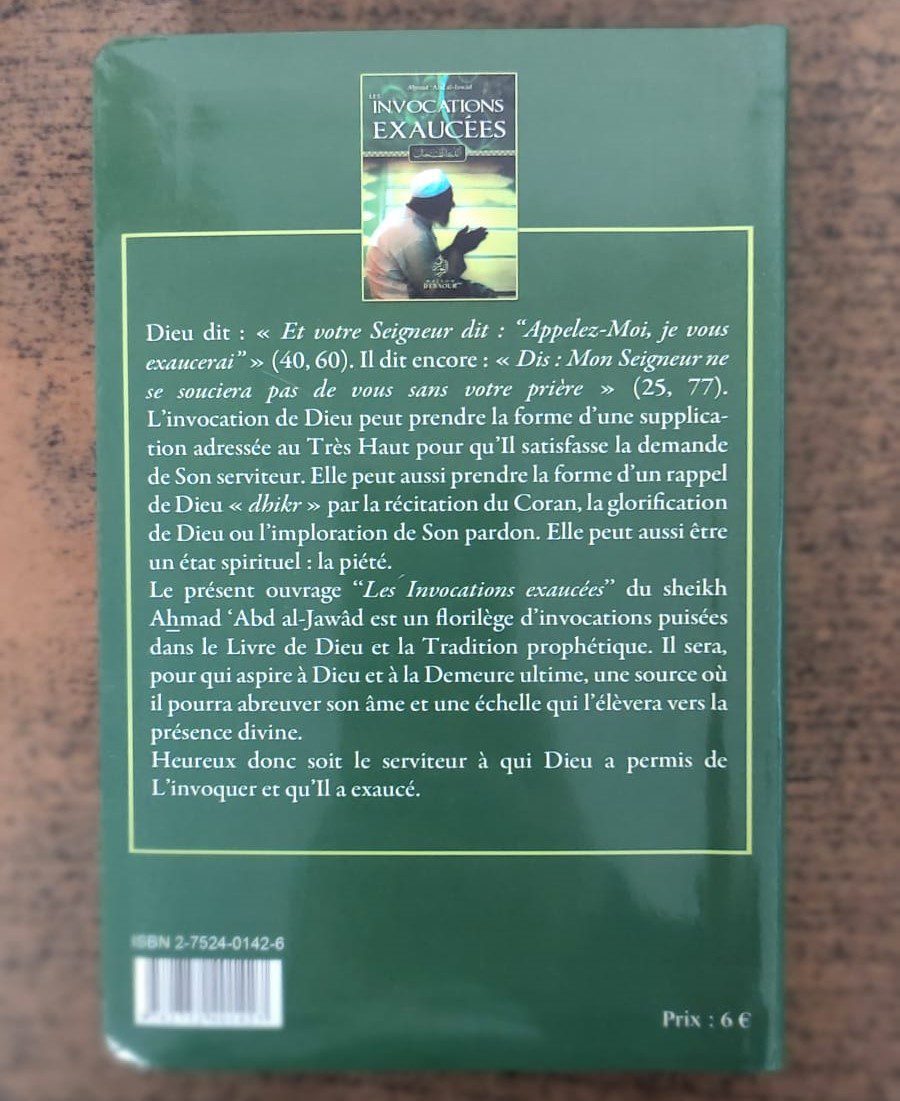 Ahmad 'Abd al-Jawâd
LES
INVOCATIONS
EXAUCÉES
الدعاء المستجاب
MAISON
D'ENNOUR
Dieu dit : « Et votre Seigneur dit : “Appelez-Moi, je vous
exaucerai” » (40, 60). Il dit encore : « Dis : Mon Seigneur ne
se souciera pas de vous sans votre prière » (25, 77).
L’invocation de Dieu peut prendre la forme d’une supplica-
tion adressée au Très Haut pour qu’Il satisfasse la demande
de Son serviteur. Elle peut aussi prendre la forme d’un rappel
de Dieu « dhikr » par la récitation du Coran, la glorification
de Dieu ou l’imploration de Son pardon. Elle peut aussi être
un état spirituel : la piété.
Le présent ouvrage “Les Invocations exaucées” du sheikh
Ahmad ‘Abd al-Jawâd est un florilège d’invocations puisées
dans le Livre de Dieu et la Tradition prophétique. Il sera,
pour qui aspire à Dieu et à la Demeure ultime, une source où
il pourra abreuver son âme et une échelle qui l’élèvera vers la
présence divine.
Heureux donc soit le serviteur à qui Dieu a permis de
L’invoquer et qu’Il a exaucé.
ISBN 2-7524-0142-6
Prix : 6 €